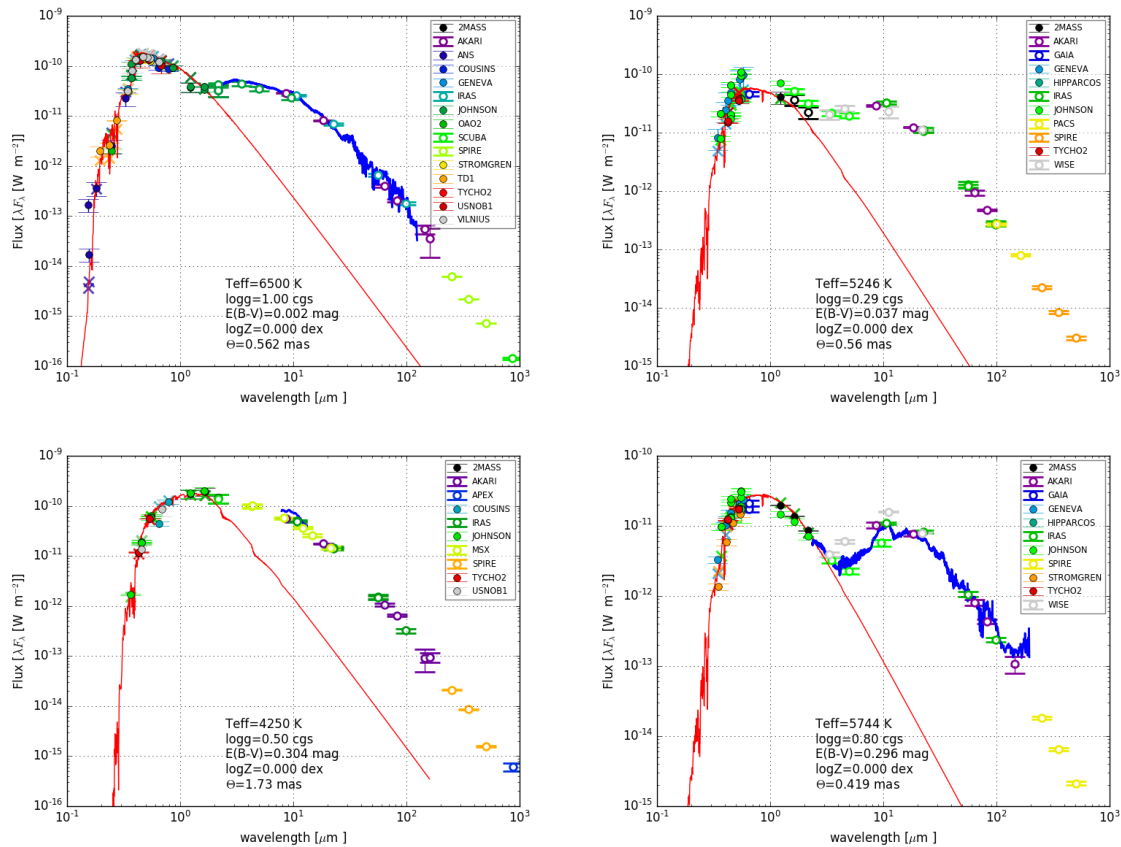 10⁻⁹
10⁻¹⁰
10⁻¹¹
10⁻¹²
10⁻¹³
10⁻¹⁴
10⁻¹⁵
10⁻¹⁶
Flux [ λF_λ ] [W m⁻²]
2MASS
AKARI
ANS
COUSINS
GENEVA
IRAS
JOHNSON
OAO2
SCUBA
SPIRE
STROMGREN
TD1
TYCHO2
USNOB1
VILNIUS
Teff=6500 K
logg=1.00 cgs
E(B-V)=0.002 mag
logZ=0.000 dex
Θ=0.562 mas
10⁻¹ 10⁰ 10¹ 10² 10³
wavelength [μm ]
10⁻⁹
10⁻¹⁰
10⁻¹¹
10⁻¹²
10⁻¹³
10⁻¹⁴
10⁻¹⁵
Flux [ λF_λ ] [W m⁻²]
2MASS
AKARI
GAIA
GENEVA
HIPPARCOS
IRAS
JOHNSON
PACS
SPIRE
TYCHO2
WISE
Teff=5246 K
logg=0.29 cgs
E(B-V)=0.037 mag
logZ=0.000 dex
Θ=0.56 mas
10⁻¹ 10⁰ 10¹ 10² 10³
wavelength [μm ]
10⁻⁹
10⁻¹⁰
10⁻¹¹
10⁻¹²
10⁻¹³
10⁻¹⁴
10⁻¹⁵
10⁻¹⁶
Flux [ λF_λ ] [W m⁻²]
2MASS
AKARI
APEX
COUSINS
IRAS
JOHNSON
MSX
SPIRE
TYCHO2
USNOB1
Teff=4250 K
logg=0.50 cgs
E(B-V)=0.304 mag
logZ=0.000 dex
Θ=1.73 mas
10⁻¹ 10⁰ 10¹ 10² 10³
wavelength [μm ]
10⁻¹⁰
10⁻¹¹
10⁻¹²
10⁻¹³
10⁻¹⁴
10⁻¹⁵
Flux [ λF_λ ] [W m⁻²]
2MASS
AKARI
GAIA
GENEVA
HIPPARCOS
IRAS
JOHNSON
SPIRE
STROMGREN
TYCHO2
WISE
Teff=5744 K
logg=0.80 cgs
E(B-V)=0.296 mag
logZ=0.000 dex
Θ=0.419 mas
10⁻¹ 10⁰ 10¹ 10² 10³
wavelength [μm ]